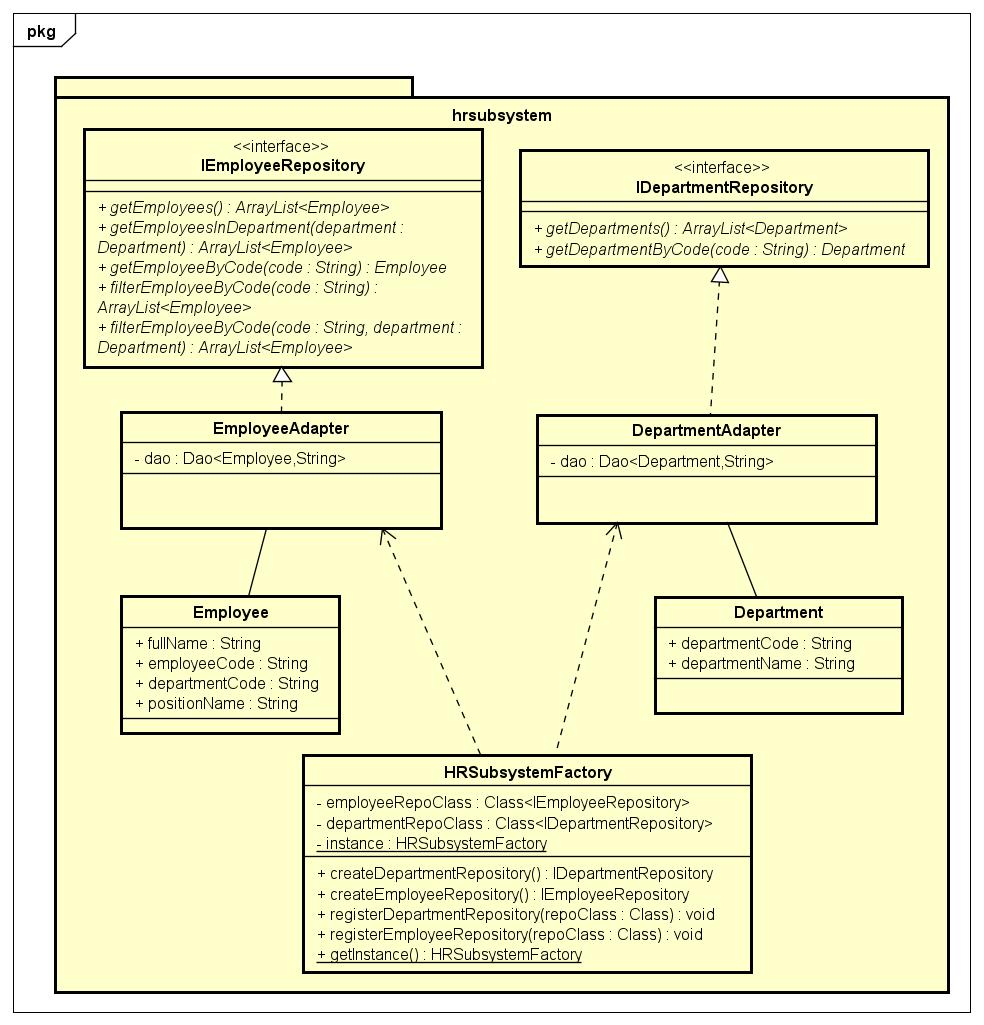 pkg
hrsubsystem
<<interface>>
IEmployeeRepository
+ getEmployees() : ArrayList<Employee>
+ getEmployeesInDepartment(department :
Department) : ArrayList<Employee>
+ getEmployeeByCode(code : String) : Employee
+ filterEmployeeByCode(code : String) :
ArrayList<Employee>
+ filterEmployeeByCode(code : String, department :
Department) : ArrayList<Employee>
<<interface>>
IDepartmentRepository
+ getDepartments() : ArrayList<Department>
+ getDepartmentByCode(code : String) : Department
EmployeeAdapter
- dao : Dao<Employee,String>
DepartmentAdapter
- dao : Dao<Department,String>
Employee
+ fullName : String
+ employeeCode : String
+ departmentCode : String
+ positionName : String
Department
+ departmentCode : String
+ departmentName : String
HRSubsystemFactory
- employeeRepoClass : Class<IEmployeeRepository>
- departmentRepoClass : Class<IDepartmentRepository>
- instance : HRSubsystemFactory
+ createDepartmentRepository() : IDepartmentRepository
+ createEmployeeRepository() : IEmployeeRepository
+ registerDepartmentRepository(repoClass : Class) : void
+ registerEmployeeRepository(repoClass : Class) : void
+ getInstance() : HRSubsystemFactory